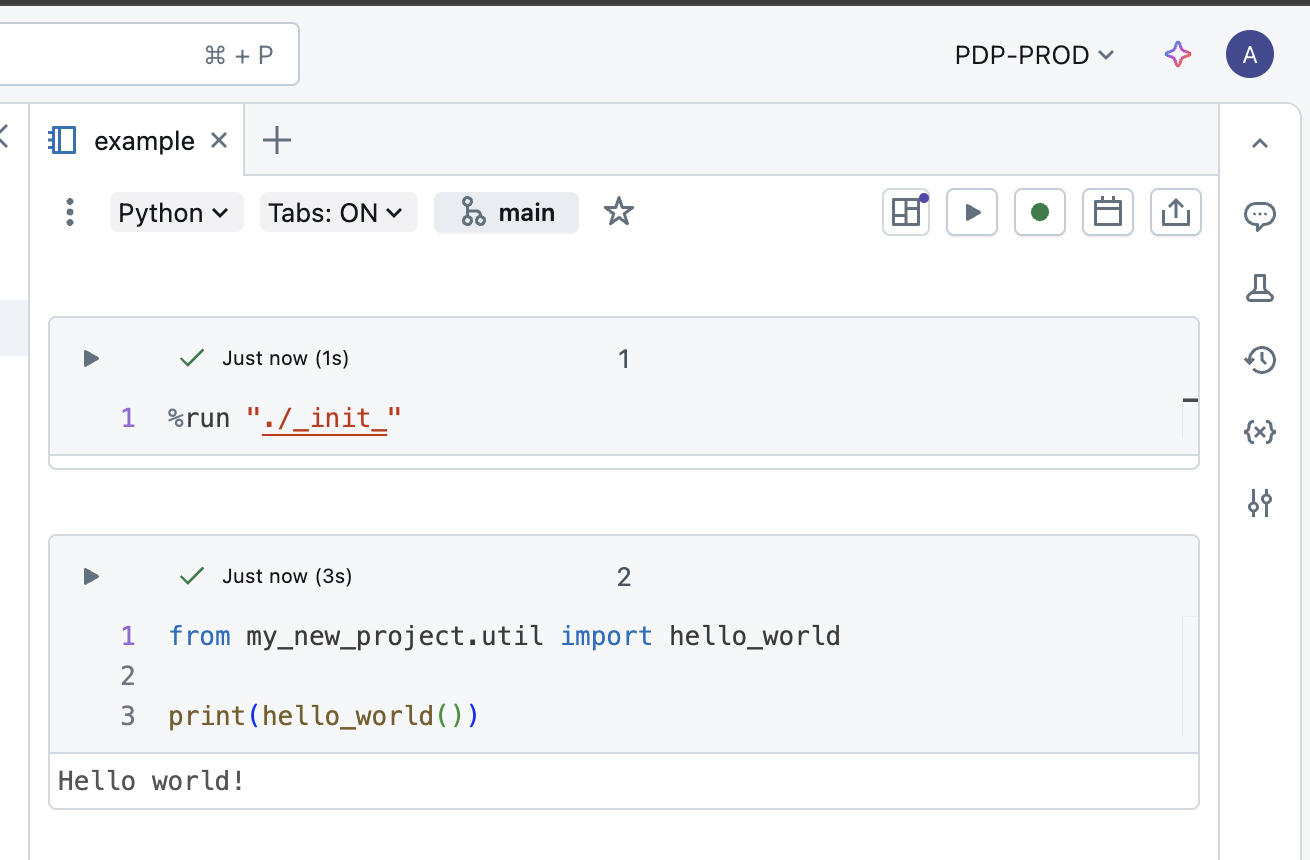 ⌘ + P
PDP-PROD
A
example
Python
Tabs: ON
main
Just now (1s)
1
1 %run "./_init_"
Just now (3s)
2
1 from my_new_project.util import hello_world
2
3 print(hello_world())
Hello world!